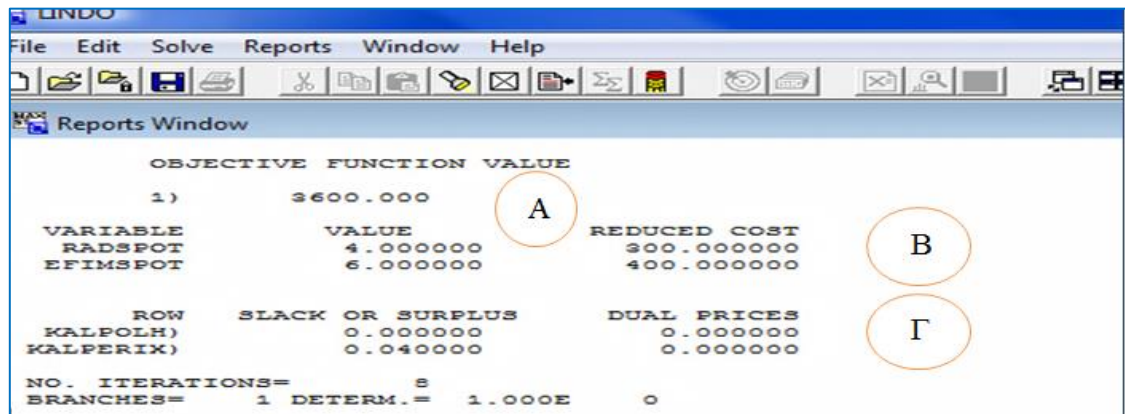 LINDO
File Edit Solve Reports Window Help
Reports Window
OBJECTIVE FUNCTION VALUE
1) 3600.000
Α
VARIABLE VALUE REDUCED COST
RADSPOT 4.000000 300.000000
EFIMSPOT 6.000000 400.000000
Β
ROW SLACK OR SURPLUS DUAL PRICES
KALPOLH) 0.000000 0.000000
KALPERIX) 0.040000 0.000000
Γ
NO. ITERATIONS= 8
BRANCHES= 1 DETERM.= 1.000E 0